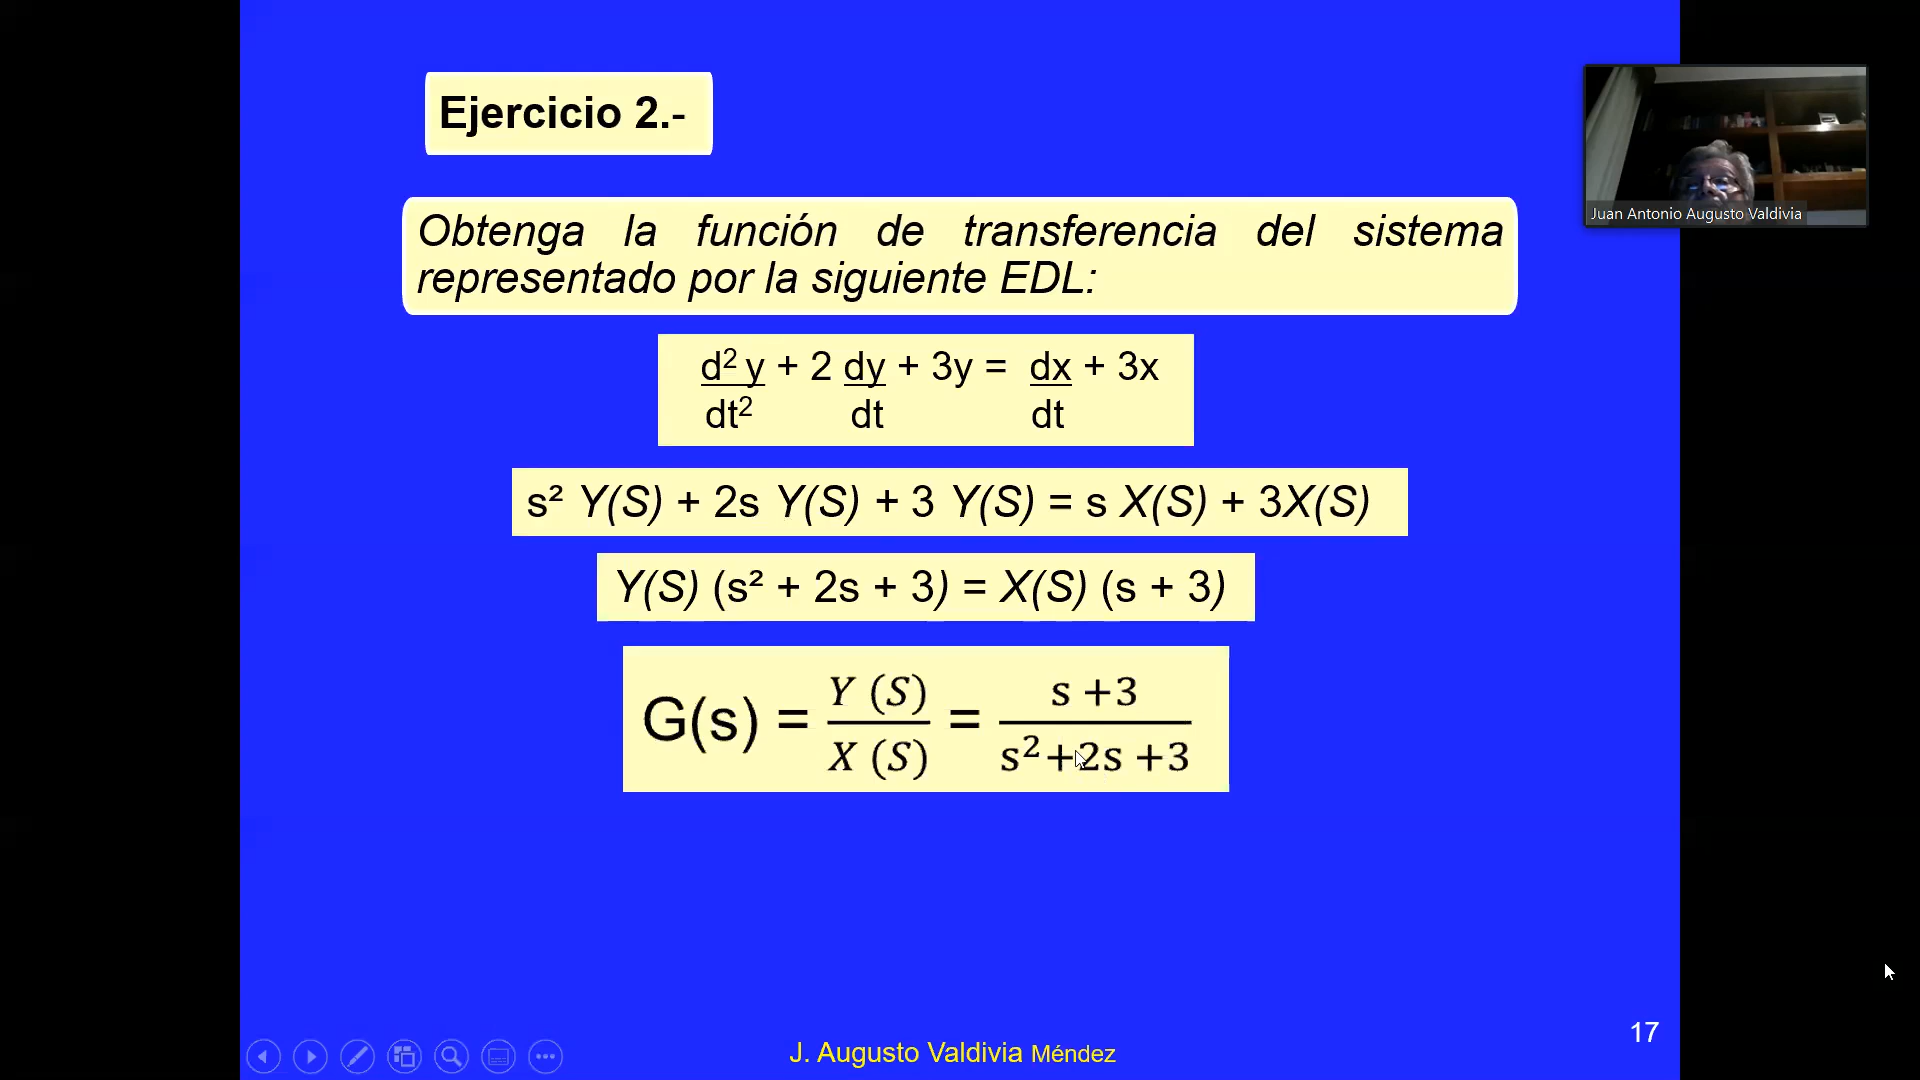 Ejercicio 2.-
Juan Antonio Augusto Valdivia
Obtenga la función de transferencia del sistema
representado por la siguiente EDL:
d² y + 2 dy + 3y = dx + 3x
dt² dt dt
s² Y(S) + 2s Y(S) + 3 Y(S) = s X(S) + 3X(S)
Y(S) (s² + 2s + 3) = X(S) (s + 3)
G(s) = Y (S) / X (S) = s +3 / s²+2s +3
17
J. Augusto Valdivia Méndez